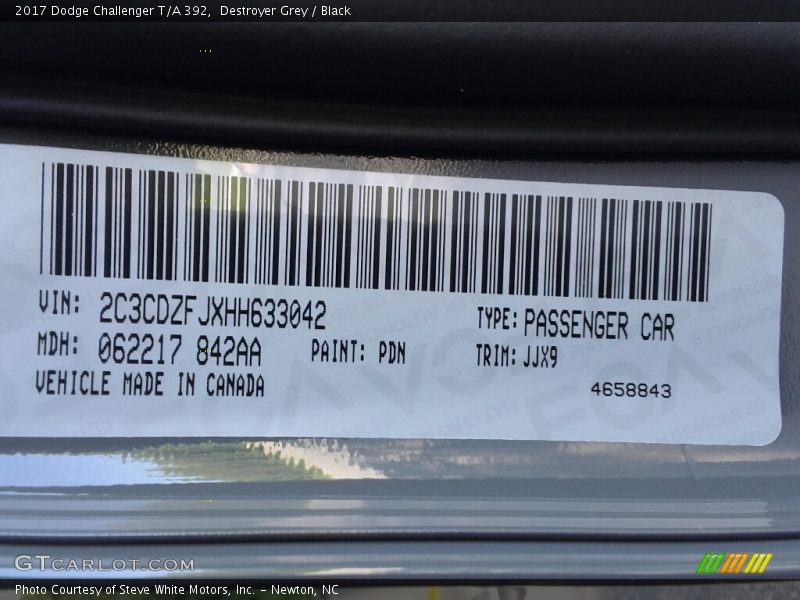 2017 Dodge Challenger T/A 392,  Destroyer Grey / Black
VIN: 2C3CDZFJXHH633042 TYPE: PASSENGER CAR
MDH: 062217 842AA PAINT: PDN TRIM: JJX9
VEHICLE MADE IN CANADA 4658843
GTCARLOT.COM
Photo Courtesy of Steve White Motors, Inc. – Newton, NC